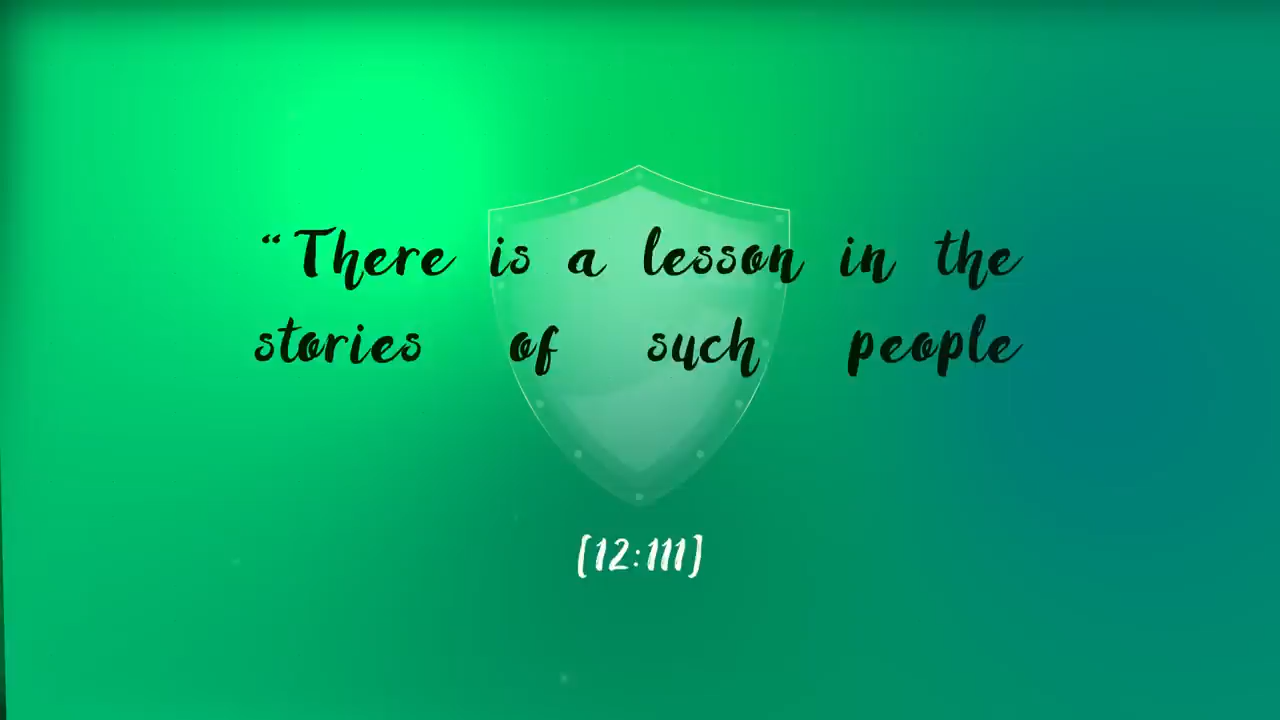 “There is a lesson in the
stories of such people
[12:111]